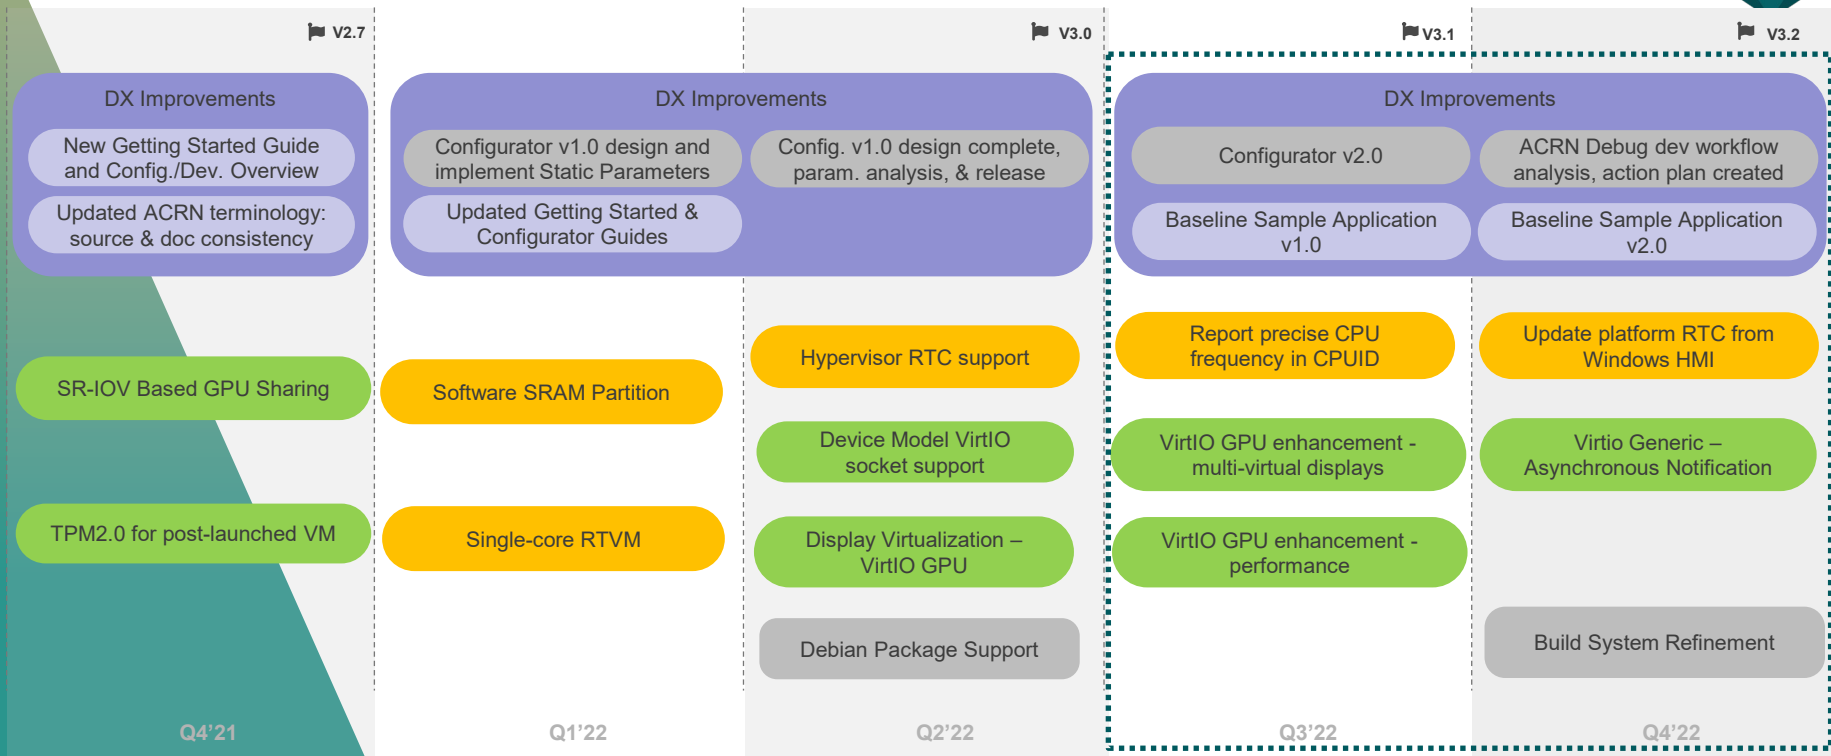 V2.7
V3.0
V3.1
V3.2
DX Improvements
New Getting Started Guide
and Config./Dev. Overview
Updated ACRN terminology:
source & doc consistency
DX Improvements
Configurator v1.0 design and
implement Static Parameters
Updated Getting Started &
Configurator Guides
Config. v1.0 design complete,
param. analysis, & release
DX Improvements
Configurator v2.0
Baseline Sample Application
v1.0
ACRN Debug dev workflow
analysis, action plan created
Baseline Sample Application
v2.0
SR-IOV Based GPU Sharing
TPM2.0 for post-launched VM
Software SRAM Partition
Single-core RTVM
Hypervisor RTC support
Device Model VirtIO
socket support
Display Virtualization –
VirtIO GPU
Debian Package Support
Report precise CPU
frequency in CPUID
VirtIO GPU enhancement -
multi-virtual displays
VirtIO GPU enhancement -
performance
Update platform RTC from
Windows HMI
Virtio Generic –
Asynchronous Notification
Build System Refinement
Q4’21
Q1’22
Q2’22
Q3’22
Q4’22